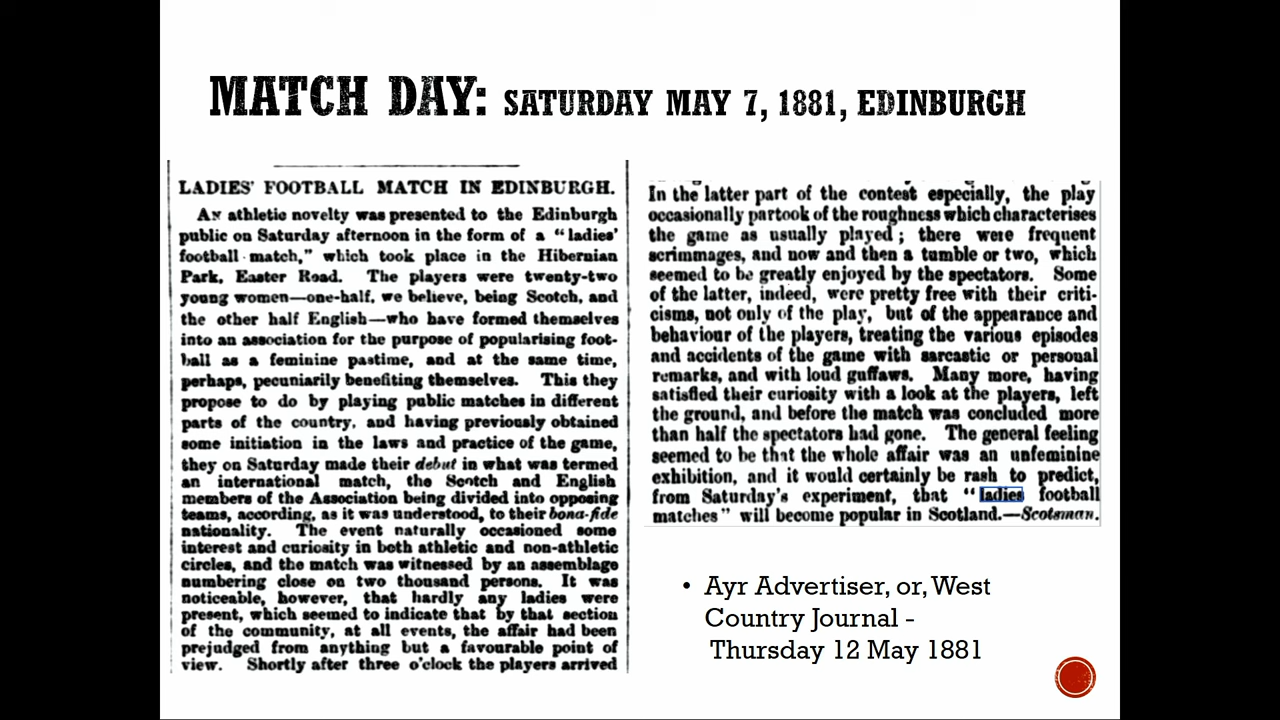 MATCH DAY: SATURDAY MAY 7, 1881, EDINBURGH
LADIES' FOOTBALL MATCH IN EDINBURGH.
An athletic novelty was presented to the Edinburgh
public on Saturday afternoon in the form of a "ladies'
football match," which took place in the Hibernian
Park, Easter Road. The players were twenty-two
young women—one-half, we believe, being Scotch, and
the other half English—who have formed themselves
into an association for the purpose of popularising foot-
ball as a feminine pastime, and at the same time,
perhaps, pecuniarily benefiting themselves. This they
propose to do by playing public matches in different
parts of the country, and having previously obtained
some initiation in the laws and practice of the game,
they on Saturday made their debut in what was termed
an international match, the Scotch and English
members of the Association being divided into opposing
teams, according, as it was understood, to their bona-fide
nationality. The event naturally occasioned some
interest and curiosity in both athletic and non-athletic
circles, and the match was witnessed by an assemblage
numbering close on two thousand persons. It was
noticeable, however, that hardly any ladies were
present, which seemed to indicate that by that section
of the community, at all events, the affair had been
prejudged from anything but a favourable point of
view. Shortly after three o'clock the players arrived
In the latter part of the contest especially, the play
occasionally partook of the roughness which characterises
the game as usually played; there were frequent
scrimmages, and now and then a tumble or two, which
seemed to be greatly enjoyed by the spectators. Some
of the latter, indeed, were pretty free with their criti-
cisms, not only of the play, but of the appearance and
behaviour of the players, treating the various episodes
and accidents of the game with sarcastic or personal
remarks, and with loud guffaws. Many more, having
satisfied their curiosity with a look at the players, left
the ground, and before the match was concluded more
than half the spectators had gone. The general feeling
seemed to be that the whole affair was an unfeminine
exhibition, and it would certainly be rash to predict,
from Saturday's experiment, that "ladies football
matches" will become popular in Scotland.—Scotsman.
• Ayr Advertiser, or, West
Country Journal -
Thursday 12 May 1881